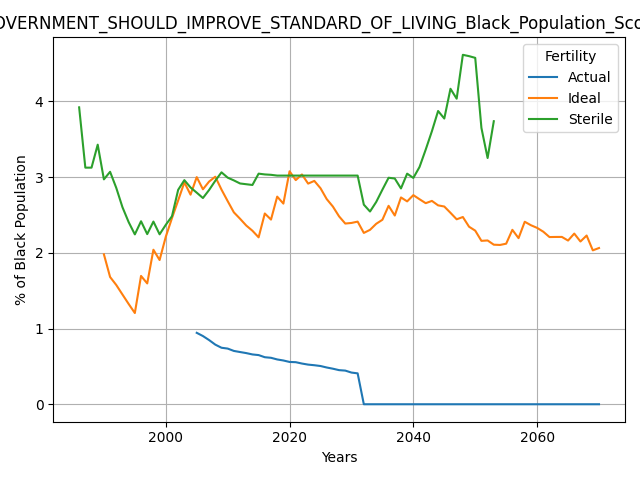 OVERNMENT_SHOULD_IMPROVE_STANDARD_OF_LIVING_Black_Population_Sco
Fertility
Actual
Ideal
Sterile
% of Black Population
4
3
2
1
0
2000 2020 2040 2060
Years